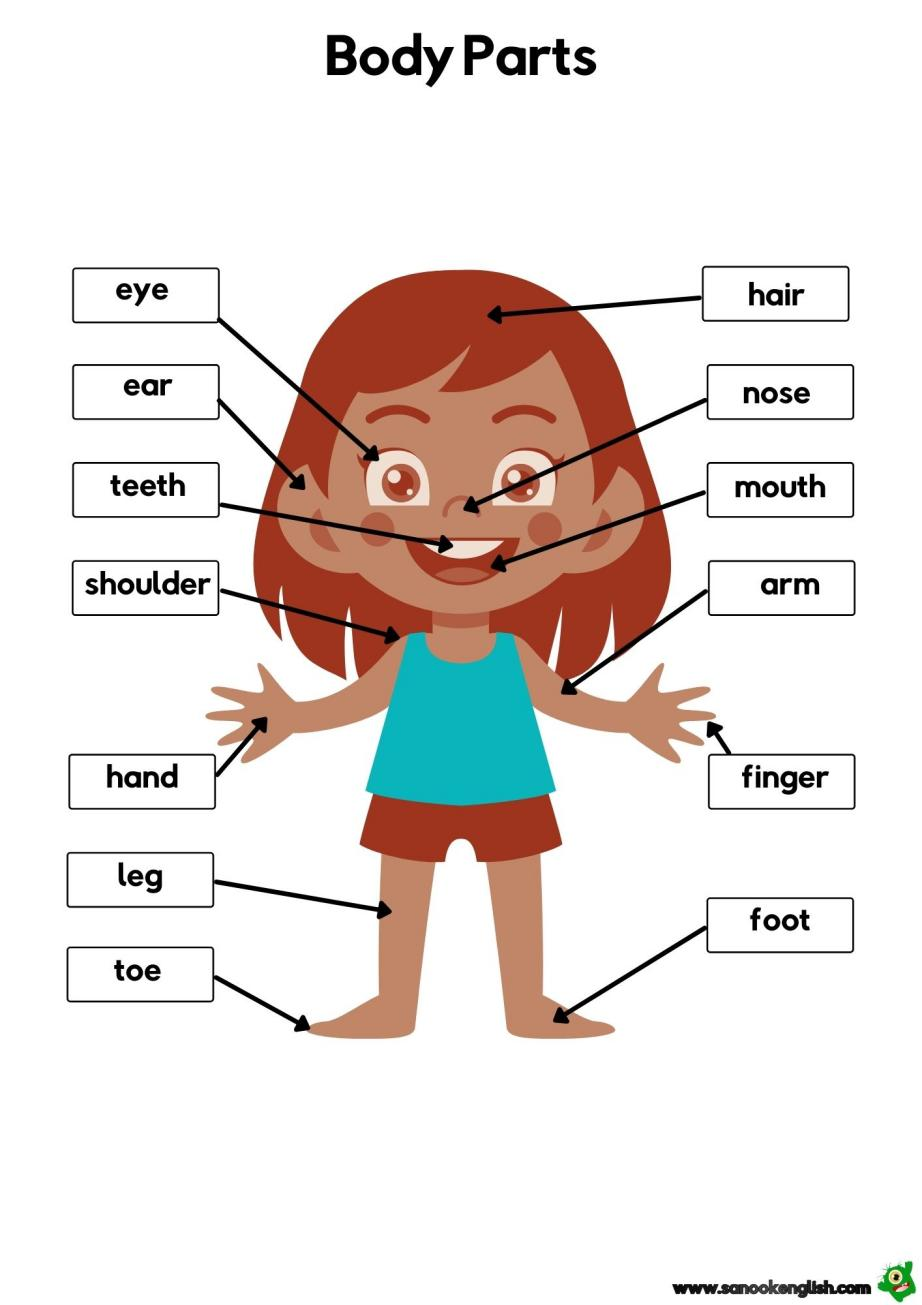 Body Parts
eye
hair
ear
nose
teeth
mouth
shoulder
arm
hand
finger
leg
foot
toe
www.sanookenglish.com